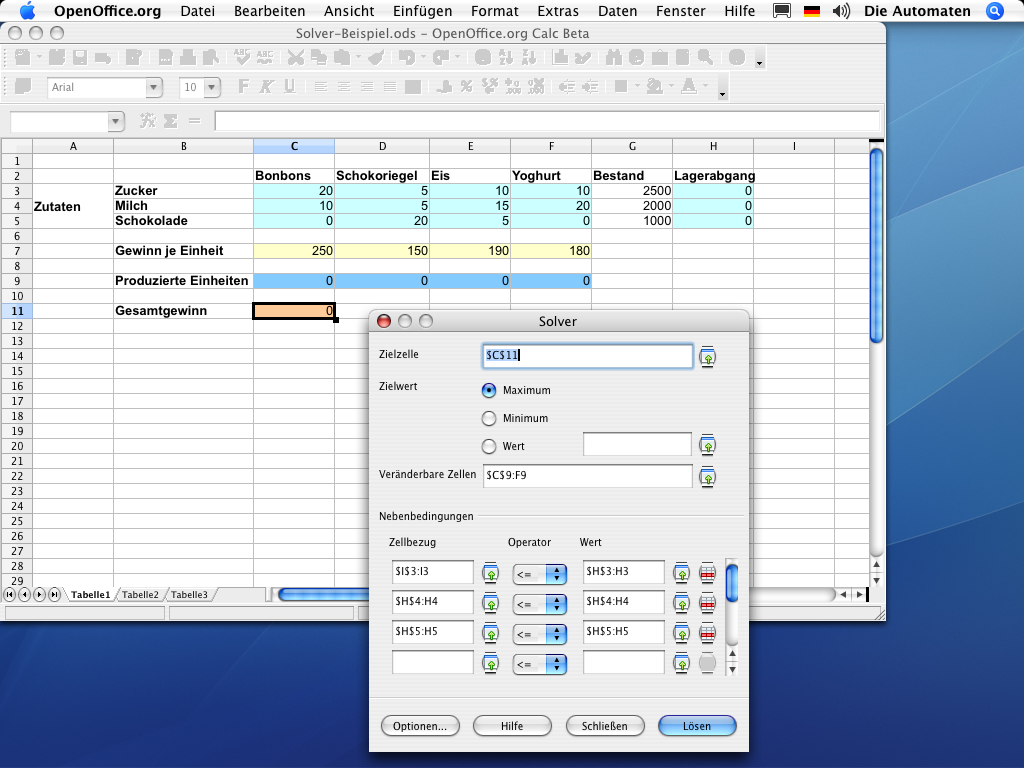 OpenOffice.org Datei Bearbeiten Ansicht Einfügen Format Extras Daten Fenster Hilfe Die Automaten
Solver-Beispiel.ods – OpenOffice.org Calc Beta
ABC ABC
Arial 10 F K U
A B C D E F G H I
1
2 Bonbons Schokoriegel Eis Yoghurt Bestand Lagerabgang
3 Zucker 20 5 10 10 2500 0
4 Zutaten Milch 10 5 15 20 2000 0
5 Schokolade 0 20 5 0 1000 0
6
7 Gewinn je Einheit 250 150 190 180
8
9 Produzierte Einheiten 0 0 0 0
10
11 Gesamtgewinn 0
12
13
14
15
16
17
18
19
20
21
22
23
24
25
26
27
28
29
Tabelle1 Tabelle2 Tabelle3
Solver
Zielzelle $C$11
Zielwert Maximum
Minimum
Wert
Veränderbare Zellen $C$9:F9
Nebenbedingungen
Zellbezug Operator Wert
$I$3:I3 <= $H$3:H3
$H$4:H4 <= $H$4:H4
$H$5:H5 <= $H$5:H5
<=
Optionen... Hilfe Schließen Lösen